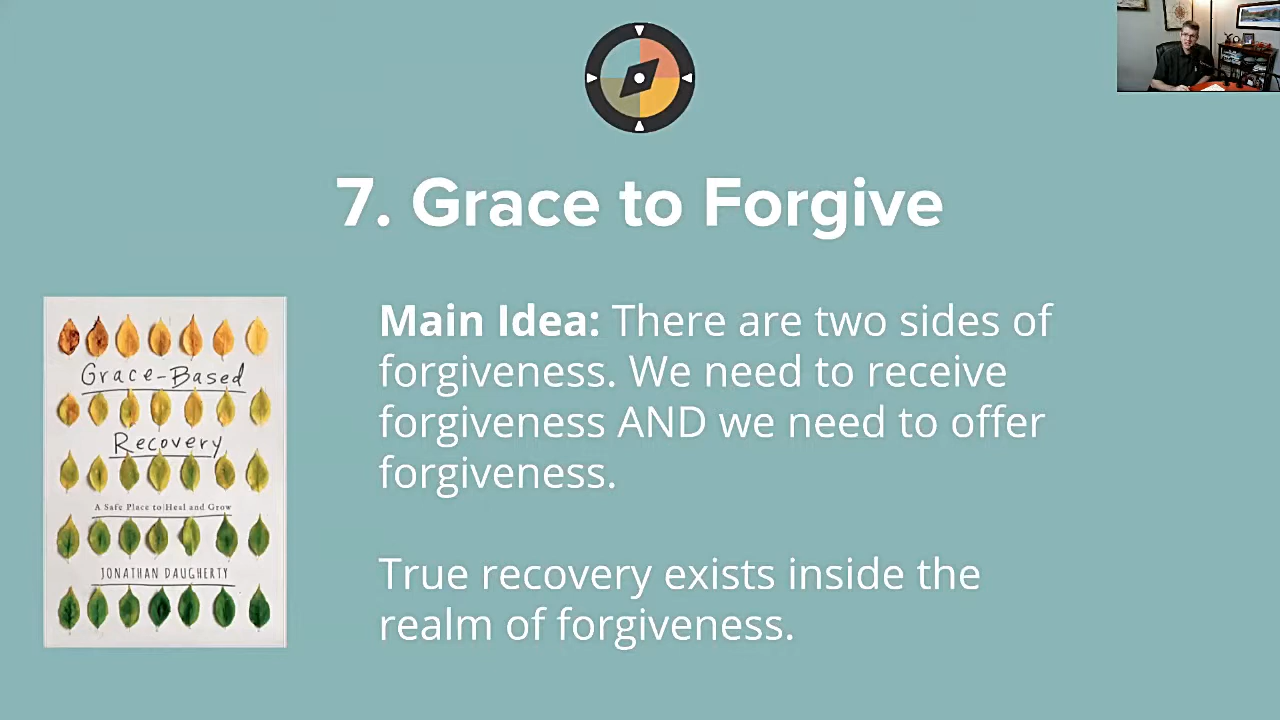 7. Grace to Forgive
Grace-Based
Recovery
A Safe Place to Heal and Grow
JONATHAN DAUGHERTY
Main Idea: There are two sides of
forgiveness. We need to receive
forgiveness AND we need to offer
forgiveness.
True recovery exists inside the
realm of forgiveness.